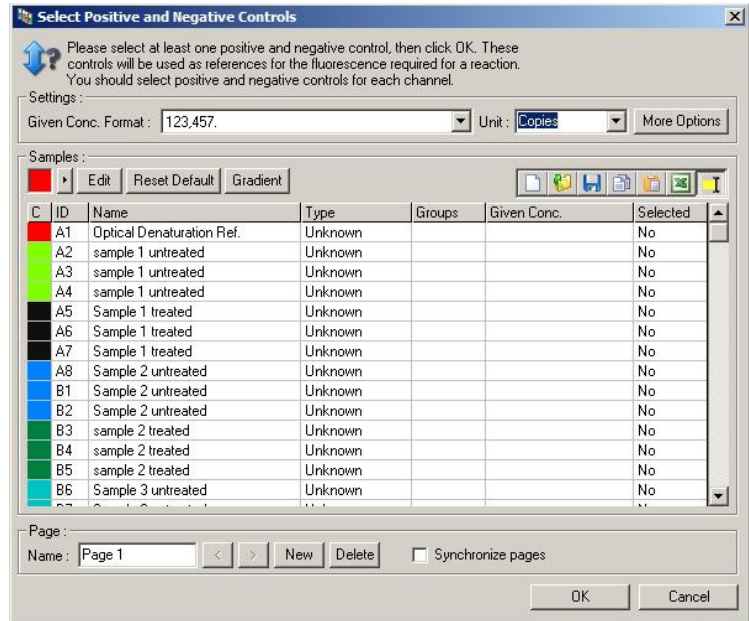 Select Positive and Negative Controls
Please select at least one positive and negative control, then click OK. These
controls will be used as references for the fluorescence required for a reaction.
You should select positive and negative controls for each channel.
Settings :
Given Conc. Format : 123,457. Unit : Copies More Options
Samples :
Edit Reset Default Gradient
C ID Name Type Groups Given Conc. Selected
A1 Optical Denaturation Ref. Unknown No
A2 sample 1 untreated Unknown No
A3 sample 1 untreated Unknown No
A4 sample 1 untreated Unknown No
A5 Sample 1 treated Unknown No
A6 Sample 1 treated Unknown No
A7 Sample 1 treated Unknown No
A8 Sample 2 untreated Unknown No
B1 Sample 2 untreated Unknown No
B2 Sample 2 untreated Unknown No
B3 sample 2 treated Unknown No
B4 sample 2 treated Unknown No
B5 sample 2 treated Unknown No
B6 Sample 3 untreated Unknown No
Page :
Name : Page 1 < > New Delete Synchronize pages
OK Cancel